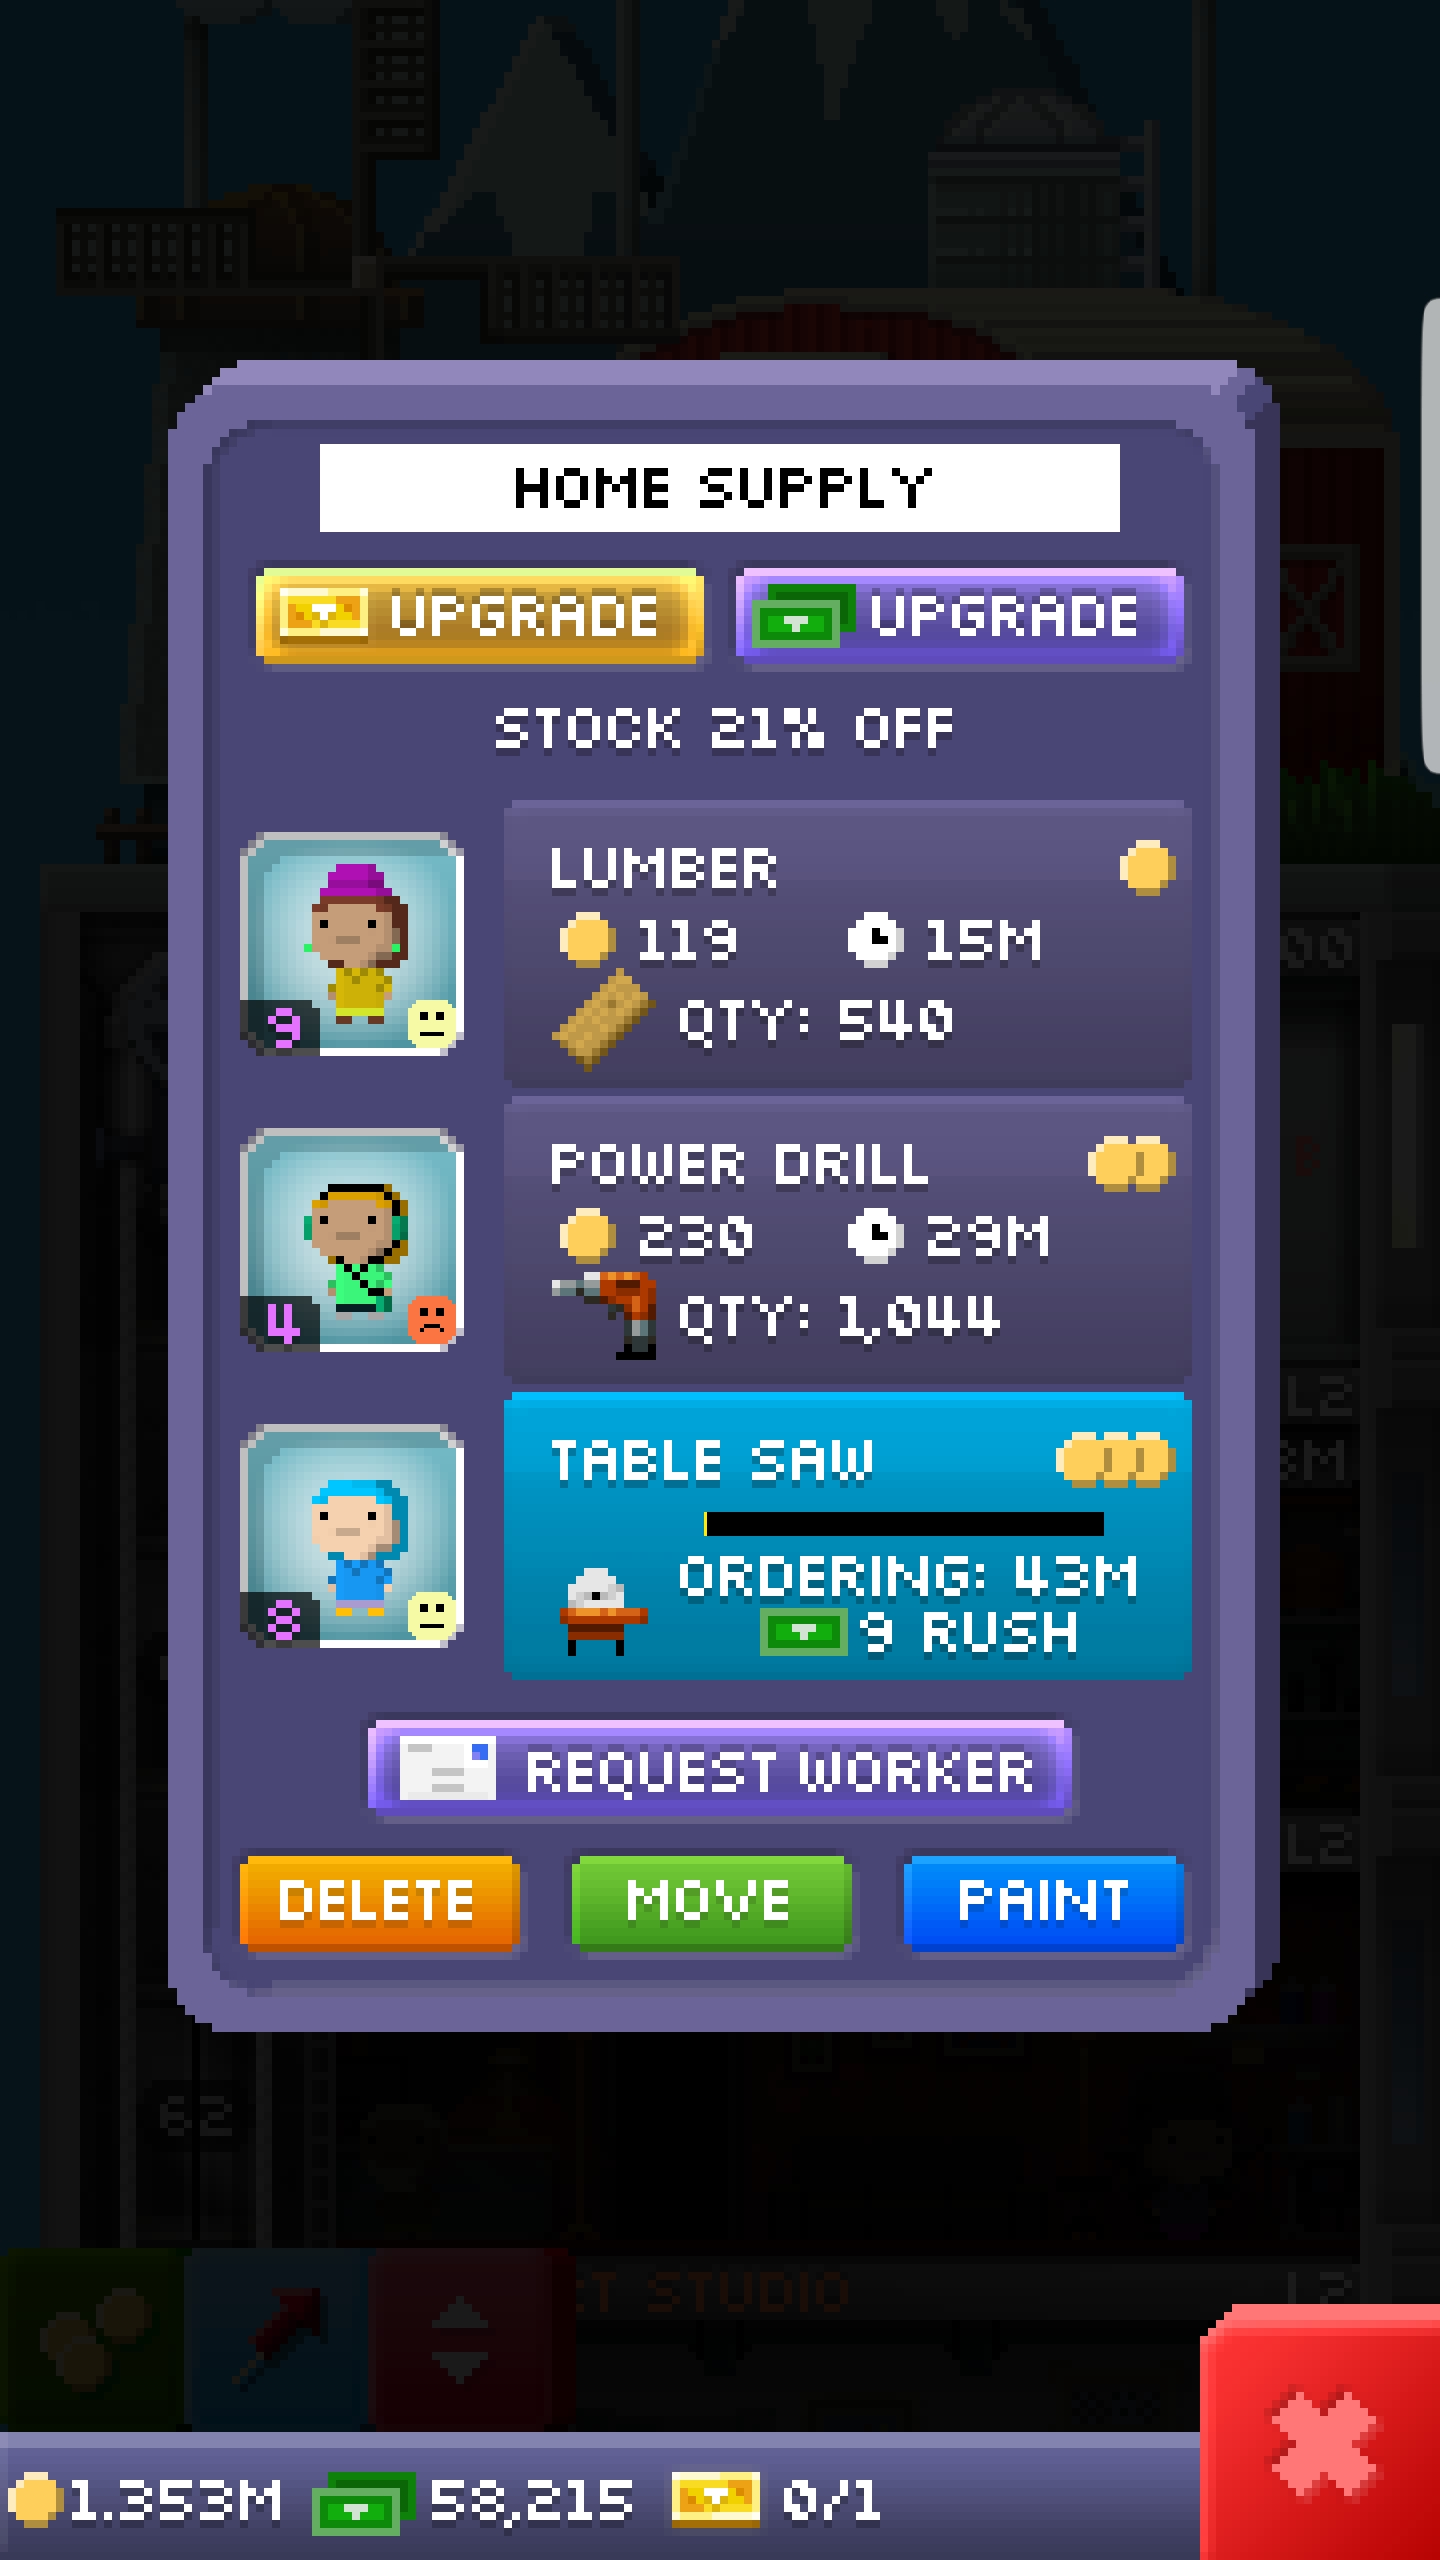 HOME SUPPLY
UPGRADE UPGRADE
STOCK 21% OFF
LUMBER
119 15M
QTY: 540
9
POWER DRILL
230 29M
QTY: 1,044
4
TABLE SAW
ORDERING: 43M
9 RUSH
8
REQUEST WORKER
DELETE MOVE PAINT
62
STUDIO
1.353M 58,215 0/1